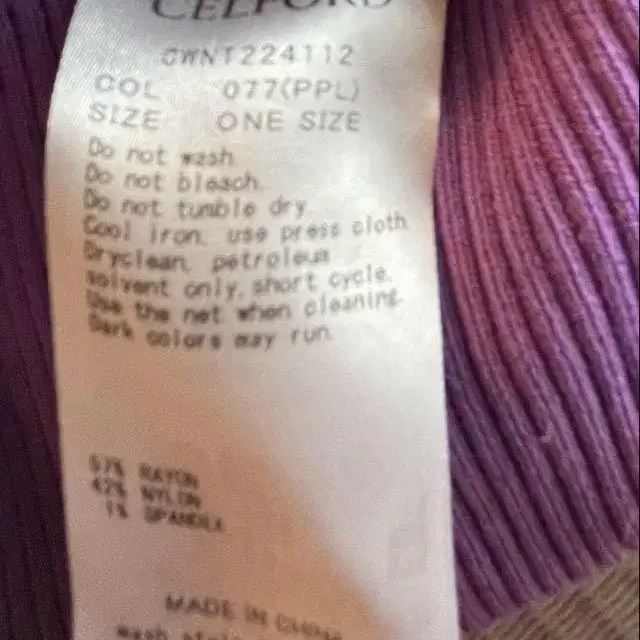 CELFORD
CWNT224112
COL 077(PPL)
SIZE ONE SIZE
Do not wash
Do not bleach.
Do not tumble dry
Cool iron, use press cloth
Dryclean, petroleum
solvent only, short cycle.
Use the net when cleaning.
Dark colors may run.
57% RAYON
42% NYLON
1% SPANDEX
MADE IN CHINA